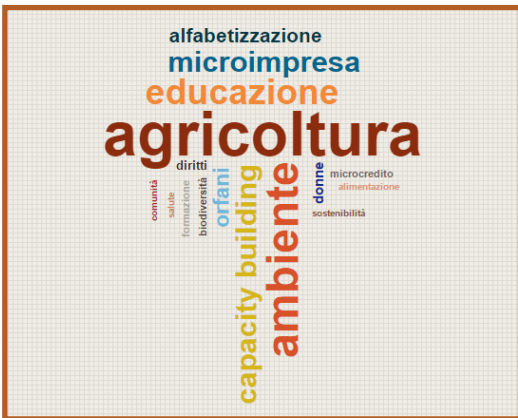 alfabetizzazione
microimpresa
educazione
agricoltura
diritti
comunità
salute
formazione
biodiversità
orfani
capacity building
ambiente
donne
microcredito
alimentazione
sostenibilità